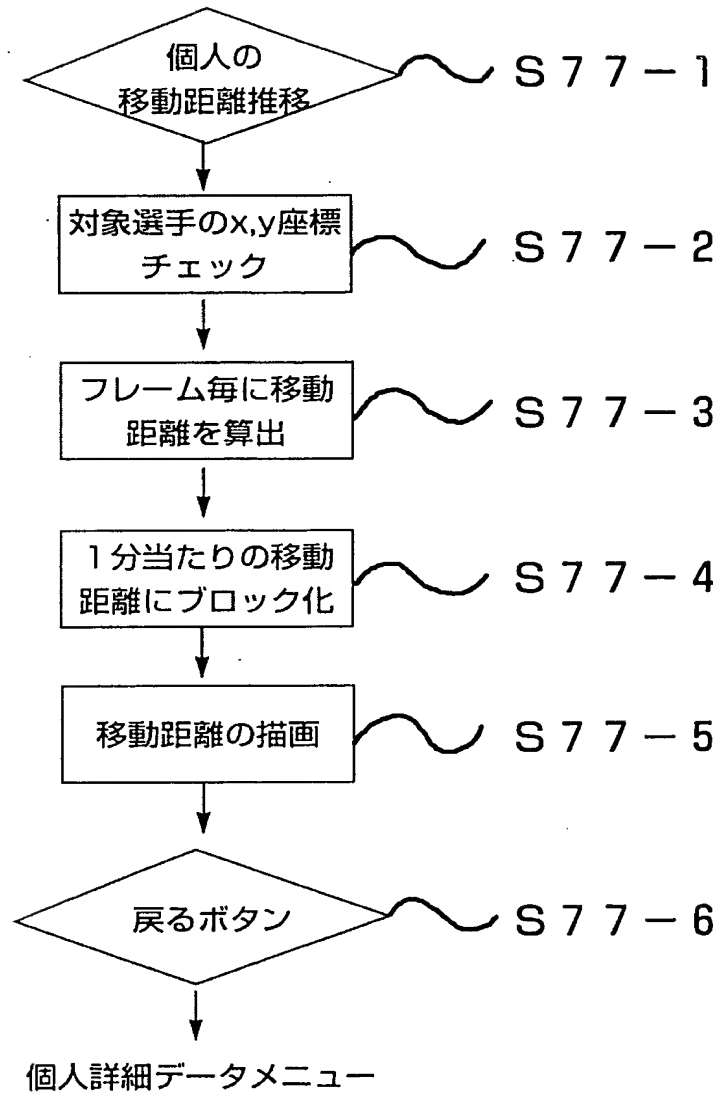 個人の
移動距離推移
S77-1
対象選手のx,y座標
チェック
S77-2
フレーム毎に移動
距離を算出
S77-3
1分当たりの移動
距離にブロック化
S77-4
移動距離の描画
S77-5
戻るボタン
S77-6
個人詳細データメニュー